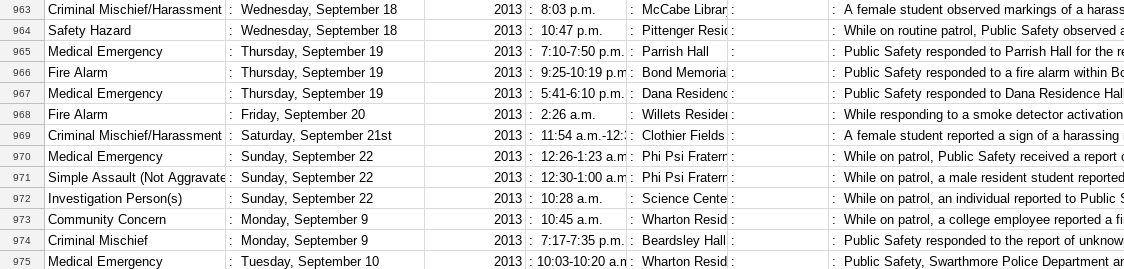 963 Criminal Mischief/Harassment : Wednesday, September 18 2013 : 8:03 p.m. : McCabe Library : : A female student observed markings of a harass
964 Safety Hazard : Wednesday, September 18 2013 : 10:47 p.m. : Pittenger Resid : : While on routine patrol, Public Safety observed a
965 Medical Emergency : Thursday, September 19 2013 : 7:10-7:50 p.m. : Parrish Hall : : Public Safety responded to Parrish Hall for the re
966 Fire Alarm : Thursday, September 19 2013 : 9:25-10:19 p.m : Bond Memoria : : Public Safety responded to a fire alarm within Bo
967 Medical Emergency : Thursday, September 19 2013 : 5:41-6:10 p.m. : Dana Residenc : : Public Safety responded to Dana Residence Hall
968 Fire Alarm : Friday, September 20 2013 : 2:26 a.m. : Willets Resider : : While responding to a smoke detector activation
969 Criminal Mischief/Harassment : Saturday, September 21st 2013 : 11:54 a.m.-12:3 : Clothier Fields : : A female student reported a sign of a harassing
970 Medical Emergency : Sunday, September 22 2013 : 12:26-1:23 a.m : Phi Psi Fratern : : While on patrol, Public Safety received a report o
971 Simple Assault (Not Aggravate : Sunday, September 22 2013 : 12:30-1:00 a.m : Phi Psi Fratern : : While on patrol, a male resident student reported
972 Investigation Person(s) : Sunday, September 22 2013 : 10:28 a.m. : Science Cente : : While on patrol, an individual reported to Public S
973 Community Concern : Monday, September 9 2013 : 10:45 a.m. : Wharton Resid : : While on patrol, a college employee reported a fi
974 Criminal Mischief : Monday, September 9 2013 : 7:17-7:35 p.m. : Beardsley Hall : : Public Safety responded to the report of unknow
975 Medical Emergency : Tuesday, September 10 2013 : 10:03-10:20 a.m : Wharton Resid : : Public Safety, Swarthmore Police Department an